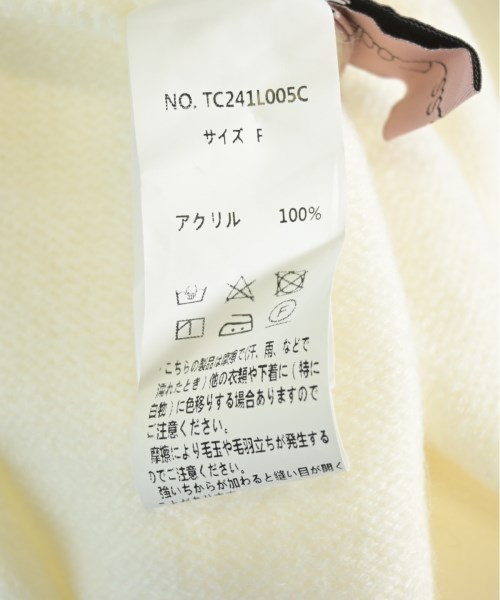 NO. TC241L005C
サイズ F
アクリル 100%
F
・こちらの製品は摩擦で(汗、雨、などで
濡れたとき)他の衣類や下着に(特に
白物)に色移りする場合ありますので
ご注意ください。
摩擦により毛玉や毛羽立ちが発生する
のでご注意ください。
強いちからが加わると縫い目が開く